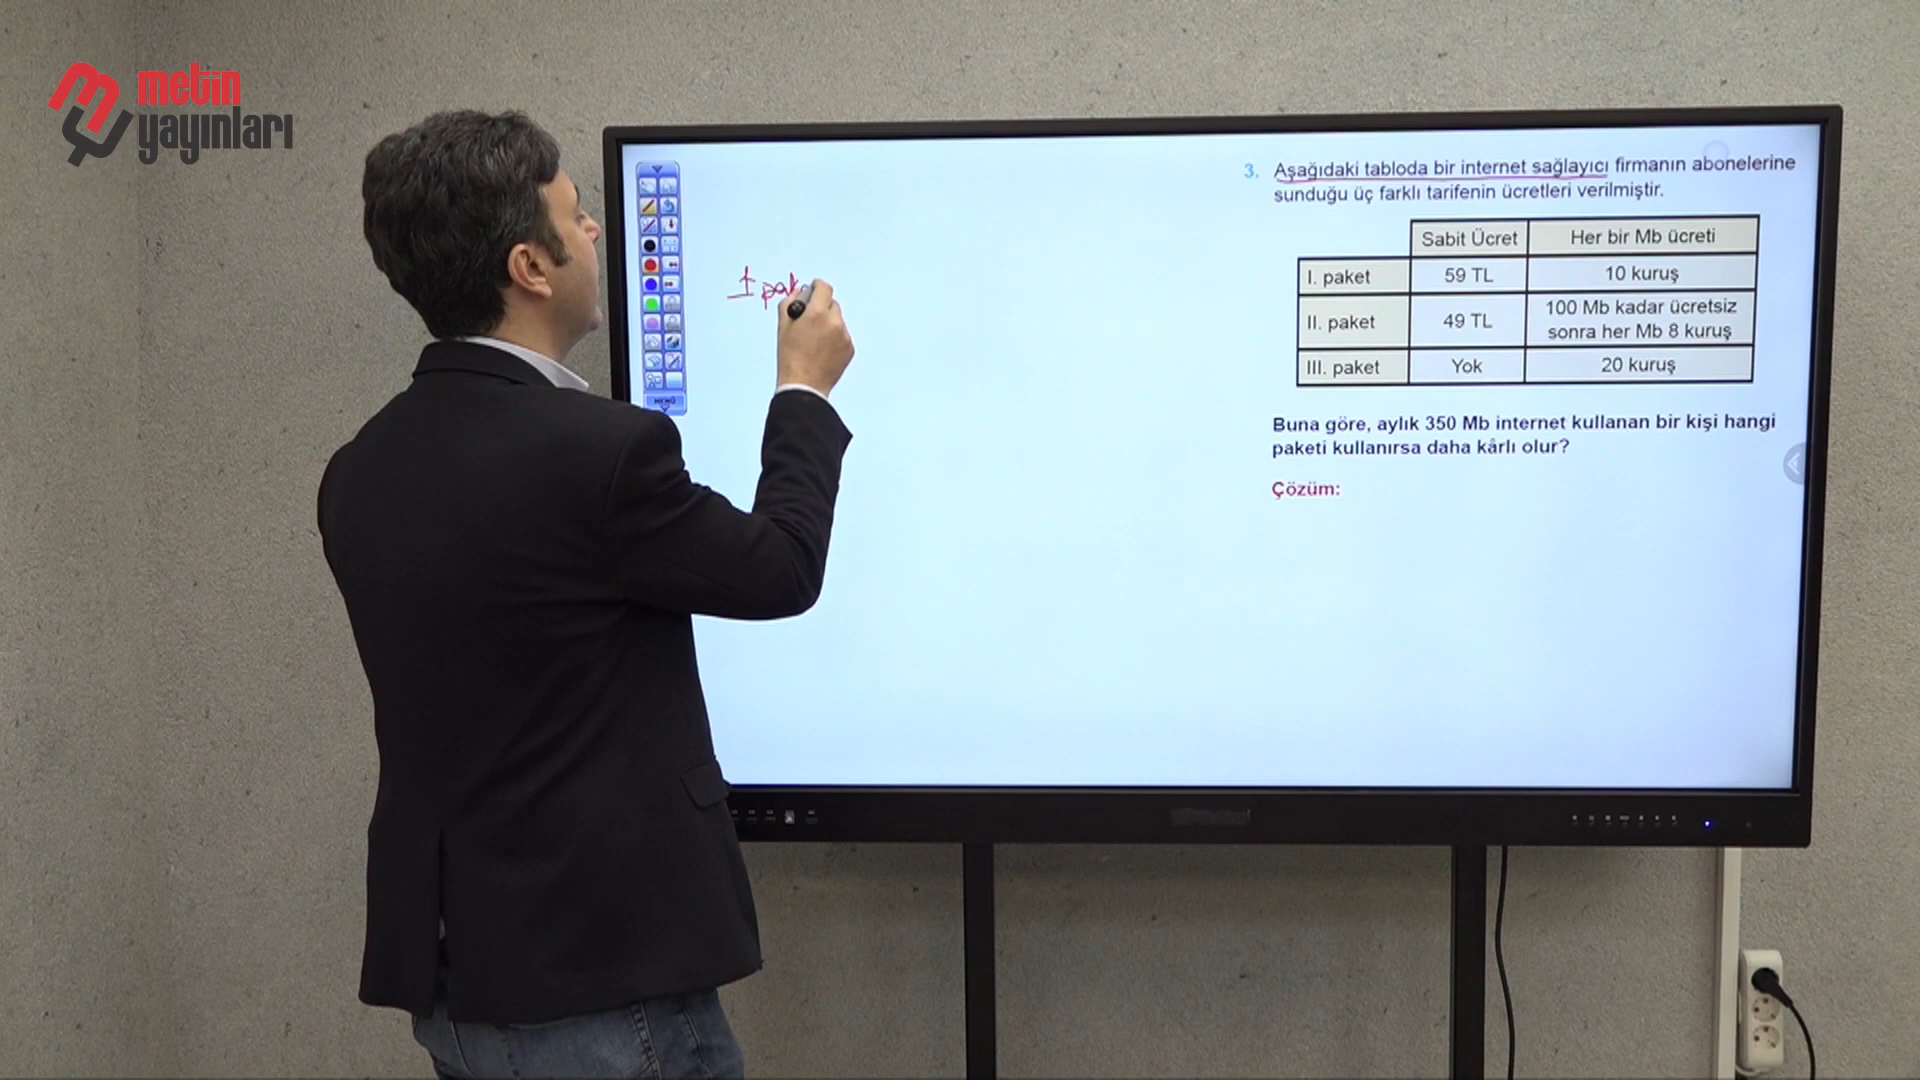 metin
yayınları
3. Aşağıdaki tabloda bir internet sağlayıcı firmanın abonelerine
sunduğu üç farklı tarifenin ücretleri verilmiştir.
Sabit Ücret Her bir Mb ücreti
I. paket 59 TL 10 kuruş
II. paket 49 TL 100 Mb kadar ücretsiz
sonra her Mb 8 kuruş
III. paket Yok 20 kuruş
Buna göre, aylık 350 Mb internet kullanan bir kişi hangi
paketi kullanırsa daha kârlı olur?
Çözüm:
1 pak
MENÜ